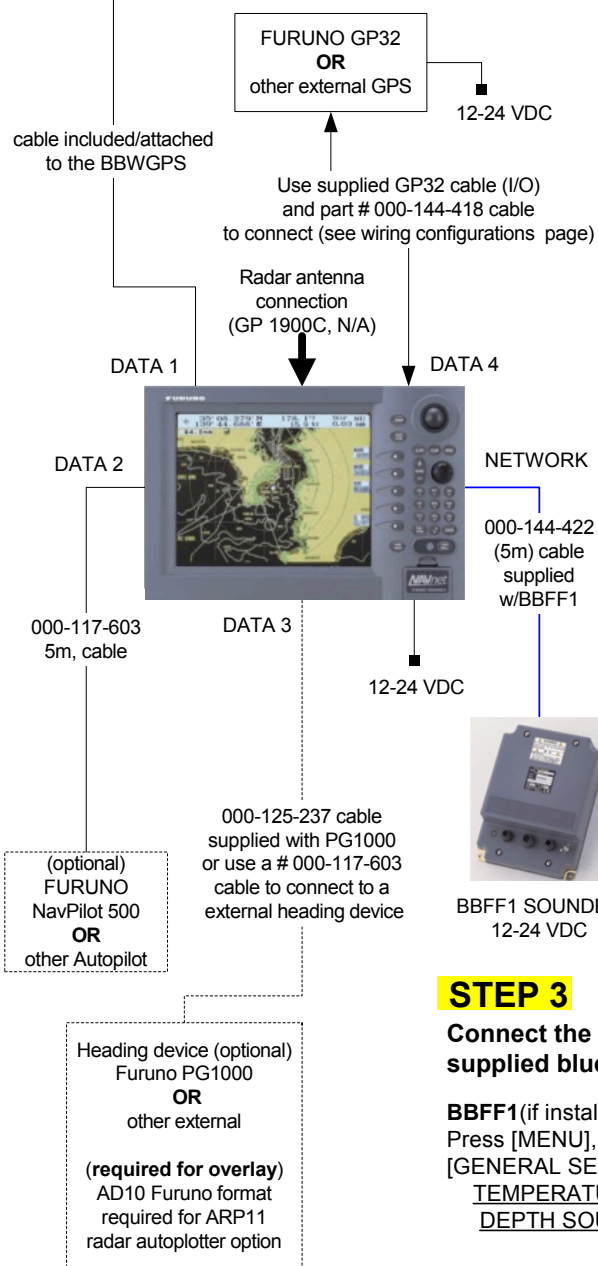 FURUNO GP32
OR
other external GPS
12-24 VDC
cable included/attached
to the BBWGPS
Use supplied GP32 cable (I/O)
and part # 000-144-418 cable
to connect (see wiring configurations page)
Radar antenna
connection
(GP 1900C, N/A)
DATA 1
DATA 4
FURUNO
DATA 2
NETWORK
NAVnet
000-144-422
(5m) cable
supplied
w/BBFF1
000-117-603
5m, cable
DATA 3
12-24 VDC
000-125-237 cable
supplied with PG1000
or use a # 000-117-603
cable to connect to a
external heading device
(optional)
FURUNO
NavPilot 500
OR
other Autopilot
BBFF1 SOUNDE
12-24 VDC
STEP 3
Connect the
supplied blue
BBFF1(if instal
Press [MENU],
[GENERAL SE
TEMPERATU
DEPTH SOU
Heading device (optional)
Furuno PG1000
OR
other external
(required for overlay)
AD10 Furuno format
required for ARP11
radar autoplotter option